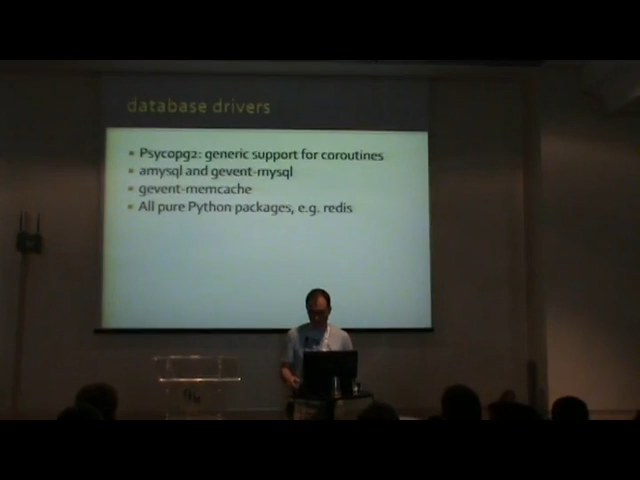 database drivers
Psycopg2: generic support for coroutines
amysql and gevent-mysql
gevent-memcache
All pure Python packages, e.g. redis